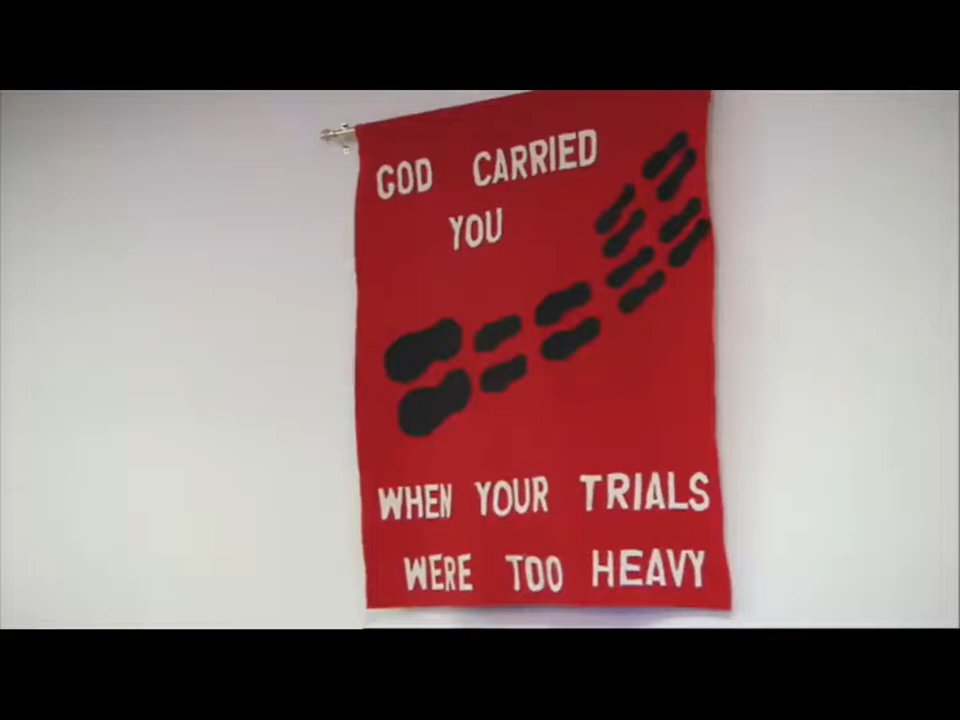 GOD CARRIED
YOU
WHEN YOUR TRIALS
WERE TOO HEAVY